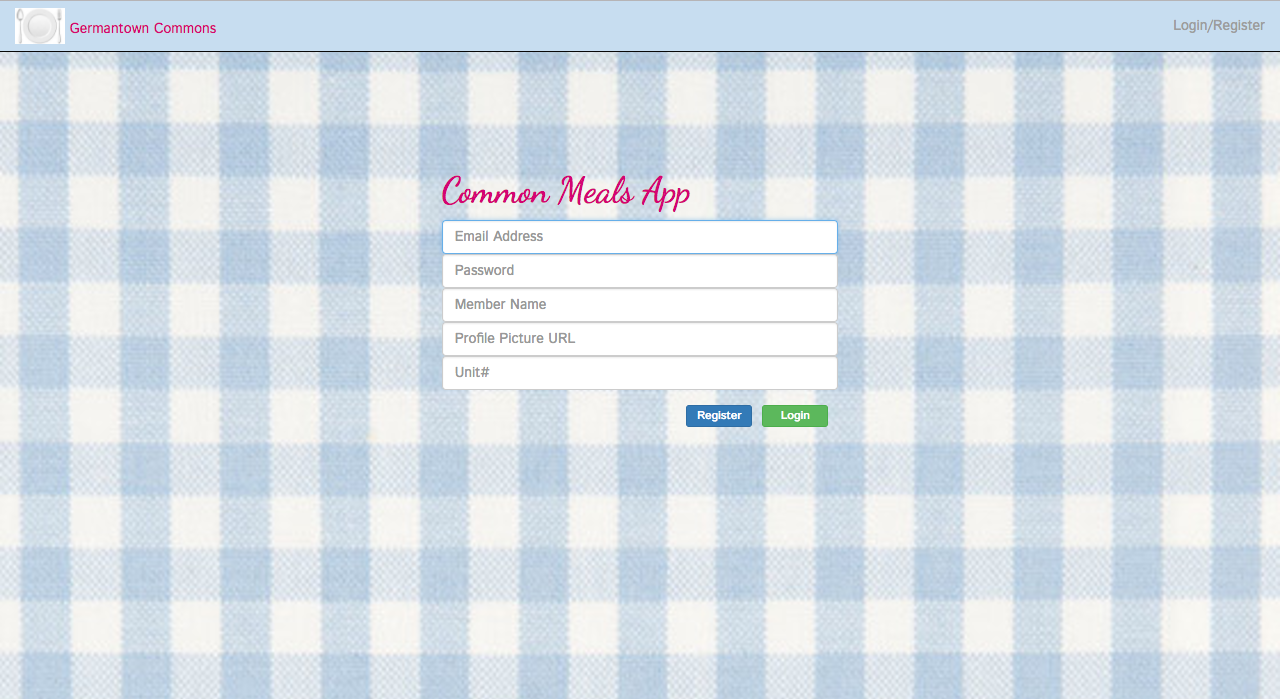 Germantown Commons
Login/Register
Common Meals App
Email Address
Password
Member Name
Profile Picture URL
Unit#
Register
Login